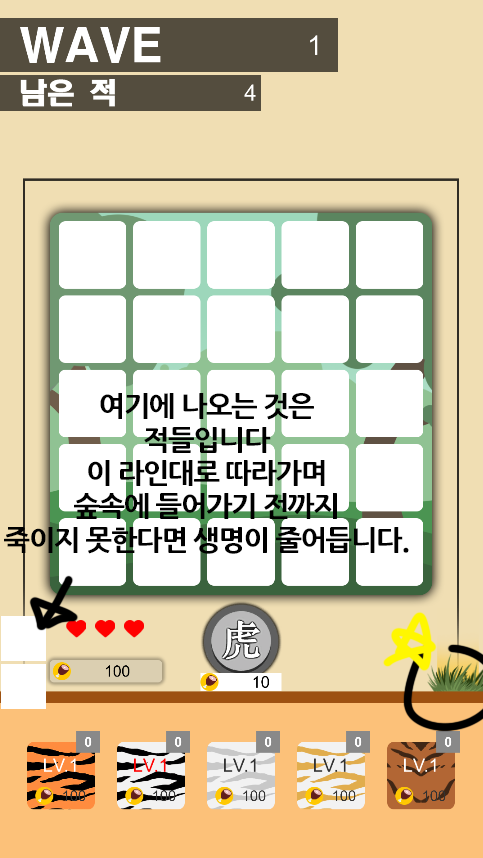 WAVE 1
남은 적 4
여기에 나오는 것은
적들입니다
이 라인대로 따라가며
숲속에 들어가기 전까지
죽이지 못한다면 생명이 줄어듭니다.
虎
100
10
0 0 0 0 0
LV.1 LV.1 LV.1 LV.1 LV.1
100 100 100 100 100